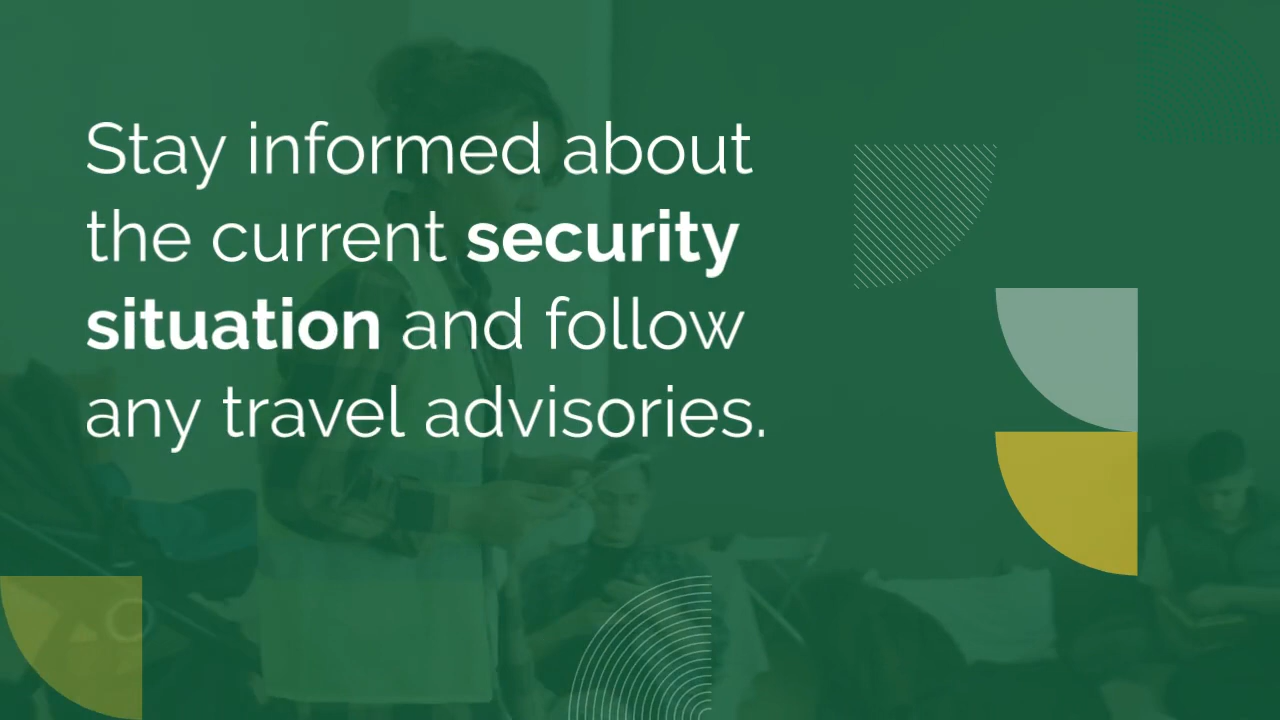 Stay informed about
the current security
situation and follow
any travel advisories.